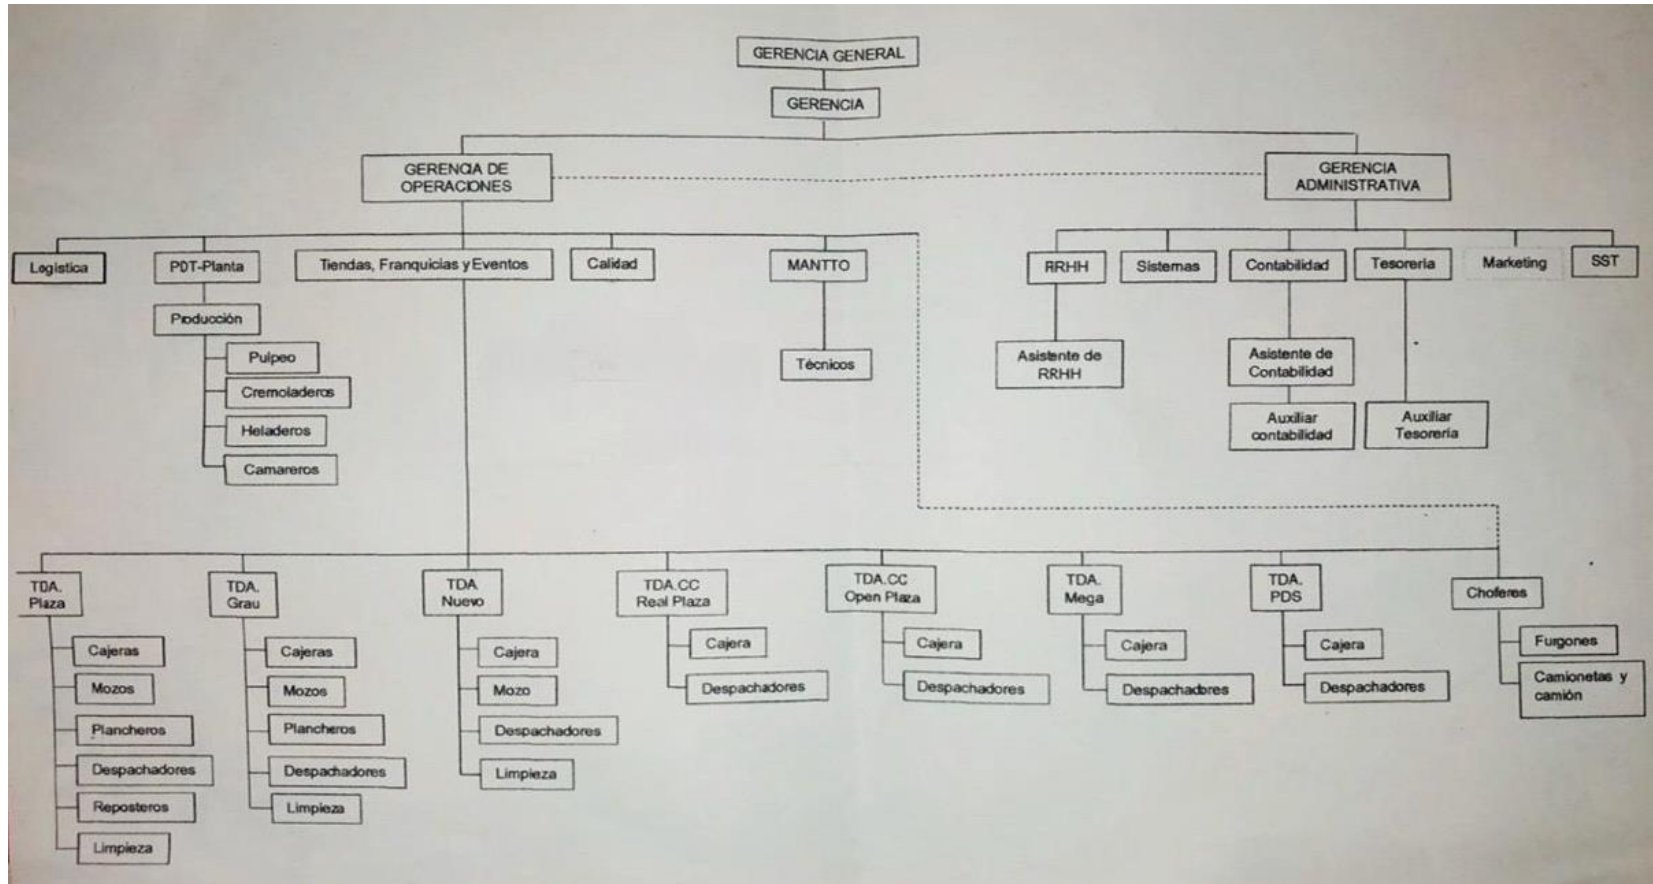 GERENCIA GENERAL
GERENCIA
GERENCIA DE
OPERACIONES
GERENCIA
ADMINISTRATIVA
Logística
PDT-Planta
Tiendas, Franquicias y Eventos
Calidad
MANTTO
RRHH
Sistemas
Contabilidad
Tesorería
Marketing
SST
Producción
Pulpeo
Cremoladeros
Heladeros
Camareros
Técnicos
Asistente de
RRHH
Asistente de
Contabilidad
Auxiliar
contabilidad
Auxiliar
Tesorería
TDA.
Plaza
Cajeras
Mozos
Plancheros
Despachadores
Reposteros
Limpieza
TDA.
Grau
Cajeras
Mozos
Plancheros
Despachadores
Limpieza
TDA
Nuevo
Cajera
Mozo
Despachadores
Limpieza
TDA.CC
Real Plaza
Cajera
Despachadores
TDA.CC
Open Plaza
Cajera
Despachadores
TDA.
Mega
Cajera
Despachadores
TDA.
PDS
Cajera
Despachadores
Choferes
Furgones
Camionetas y
camión